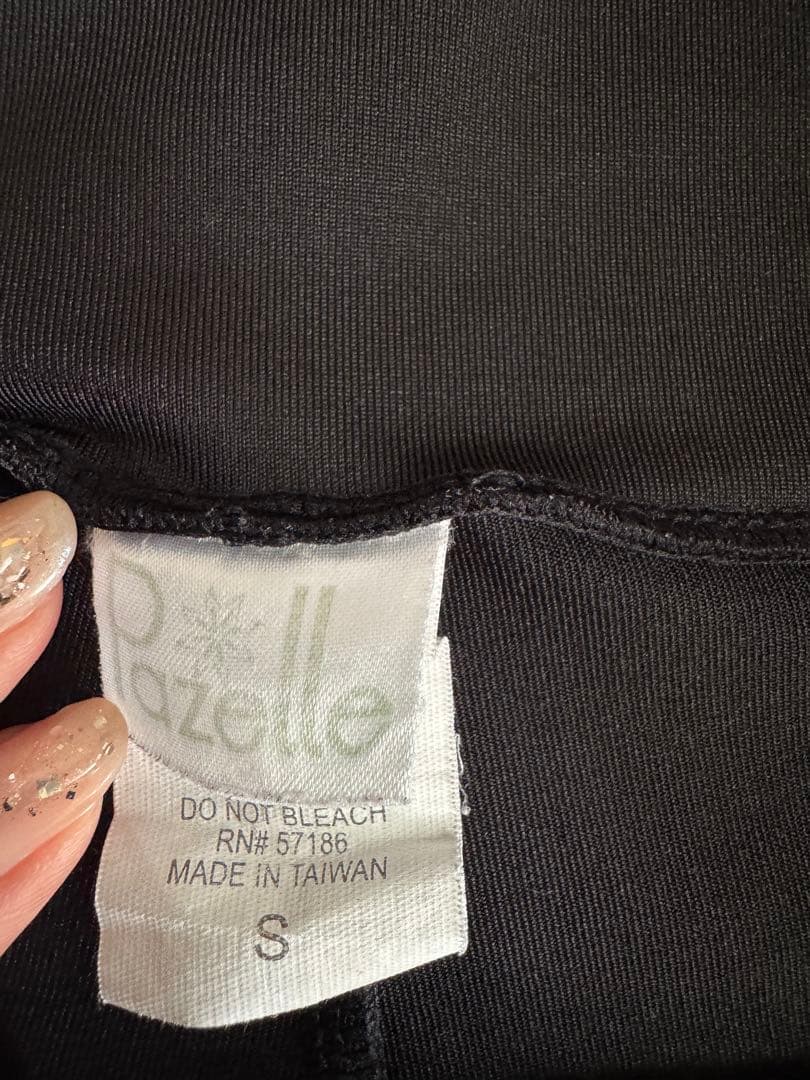 Pazelle
DO NOT BLEACH
RN# 57186
MADE IN TAIWAN
S